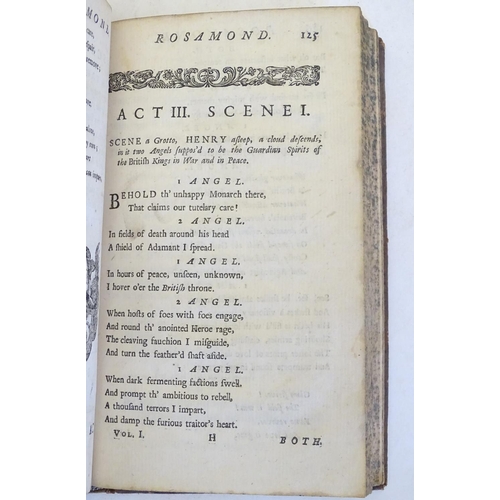 ROSAMOND. 125
ACT III. SCENE I.
SCENE a Grotto, HENRY asleep, a cloud descends,
in it two Angels suppos'd to be the Guardian Spirits of
the British Kings in War and in Peace.
1 ANGEL.
BEHOLD th' unhappy Monarch there,
That claims our tutelary care!
2 ANGEL.
In fields of death around his head
A shield of Adamant I spread.
1 ANGEL.
In hours of peace, unseen, unknown,
I hover o'er the British throne.
2 ANGEL.
When hosts of foes with foes engage,
And round th' anointed Heroe rage,
The cleaving fauchion I misguide,
And turn the feather'd shaft aside.
1 ANGEL.
When dark fermenting factions swell,
And prompt th' ambitious to rebell,
A thousand terrors I impart,
And damp the furious traitor's heart.
VOL. I. H BOTH.